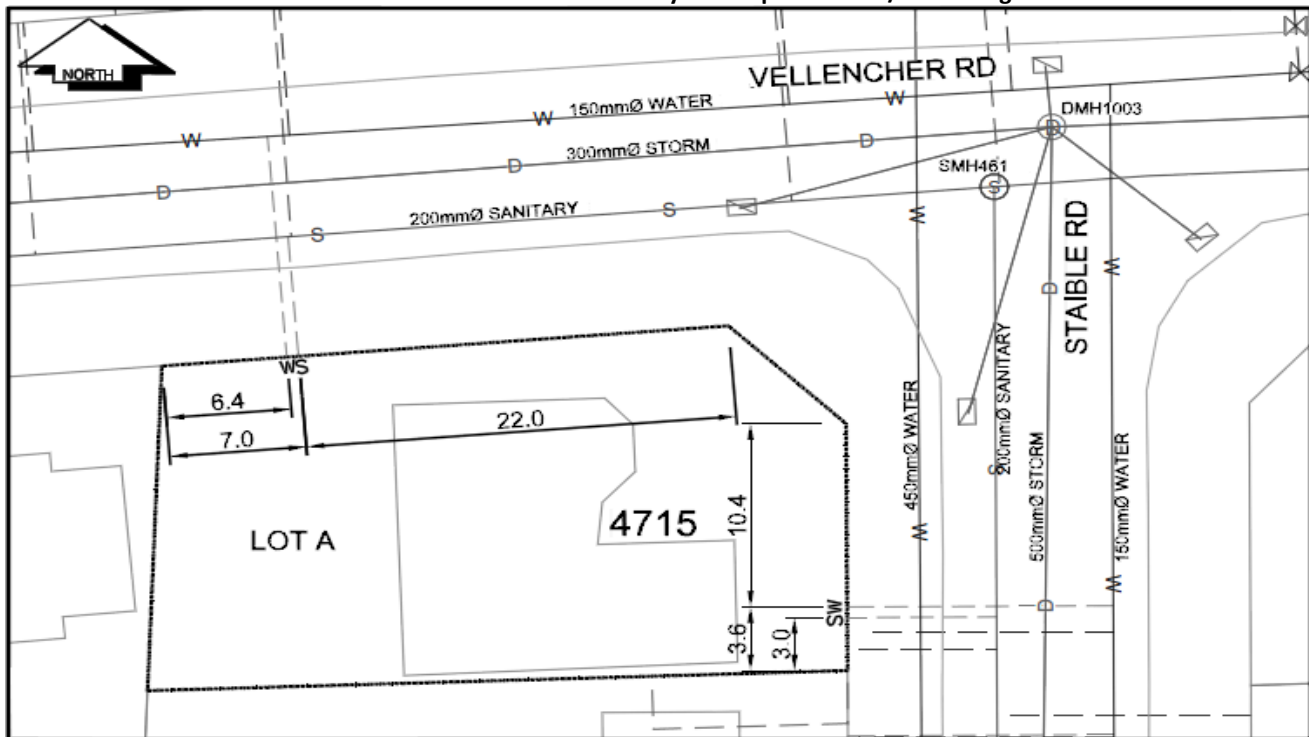 NORTH
VELLENCHER RD
W
150mmØ WATER
W
W
DMH1003
D
D
300mmØ STORM
D
D
SMH461
S
S
200mmØ SANITARY
S
W
STAIBLE RD
W
D
WS
6.4
7.0
22.0
450mmØ WATER
200mmØ SANITARY
S
500mmØ STORM
150mmØ WATER
LOT A
4715
10.4
W
W
D
SW
3.6
3.0